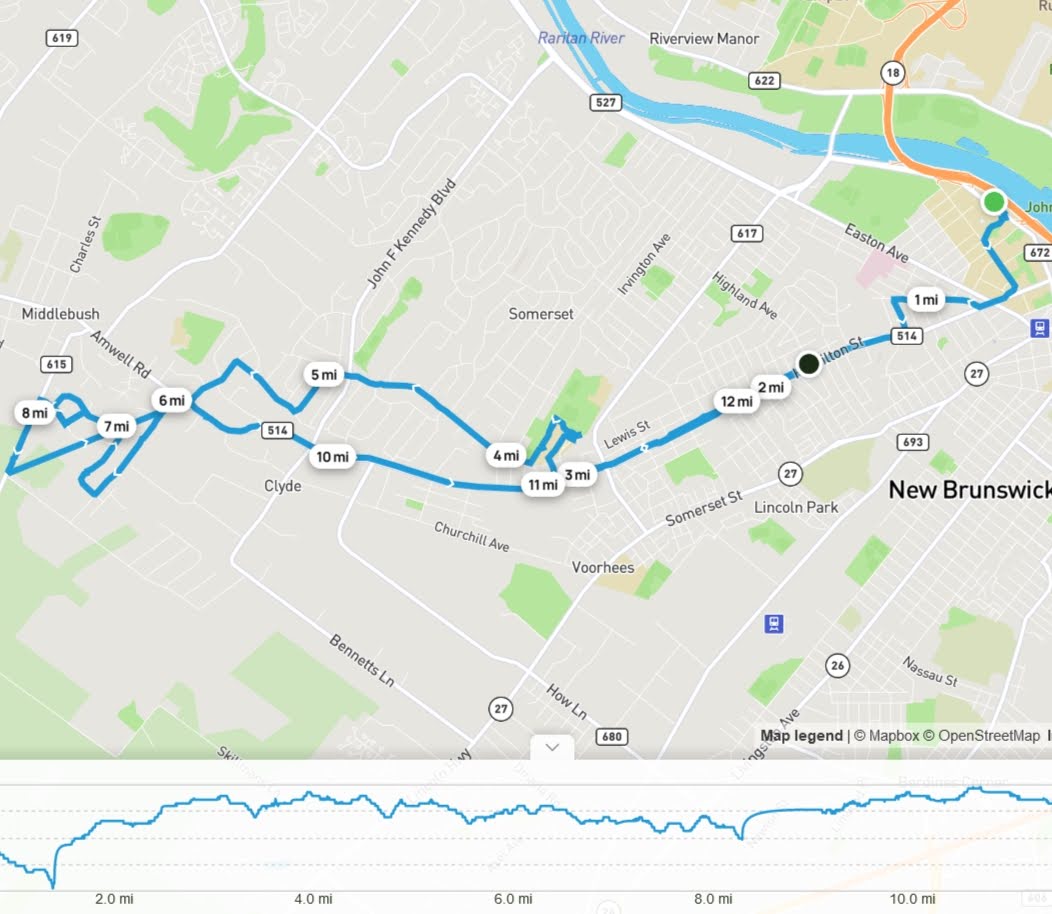 619
Raritan River
Riverview Manor
622
18
527
John
672
617
Easton Ave
Charles St
John F Kennedy Blvd
Irvington Ave
Highland Ave
1 mi
Middlebush
Somerset
514
Amwell Rd
615
5 mi
27
2 mi
12 mi
6 mi
8 mi
7 mi
514
Lewis St
693
10 mi
4 mi
3 mi
11 mi
27
Clyde
New Brunswick
Somerset St
Lincoln Park
Churchill Ave
Voorhees
Bennetts Ln
26
Nassau St
How Ln
27
680
Map legend | © Mapbox © OpenStreetMap
2.0 mi
4.0 mi
6.0 mi
8.0 mi
10.0 mi